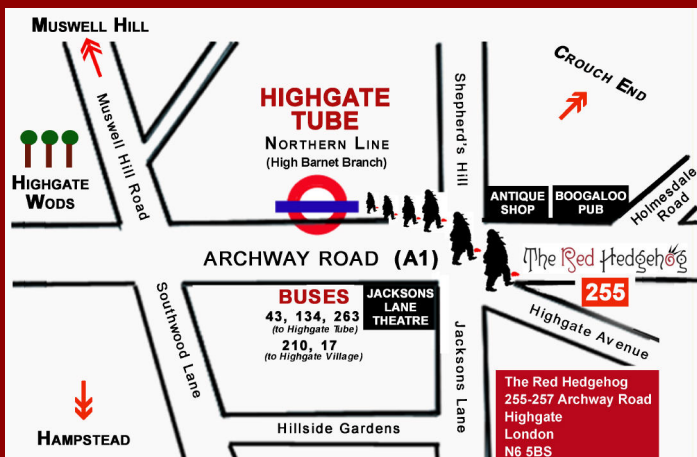 MUSWELL HILL
Muswell Hill Road
HIGHGATE
WODS
HIGHGATE
TUBE
NORTHERN LINE
(High Barnet Branch)
Shepherd's Hill
CROUCH END
ANTIQUE
SHOP
BOOGALOO
PUB
Holmesdale
Road
ARCHWAY ROAD (A1)
The Red Hedgehog
255
BUSES
43, 134, 263
(to Highgate Tube)
210, 17
(to Highgate Village)
JACKSONS
LANE
THEATRE
Southwood Lane
Jacksons Lane
Highgate Avenue
Hillside Gardens
HAMPSTEAD
The Red Hedgehog
255-257 Archway Road
Highgate
London
N6 5BS